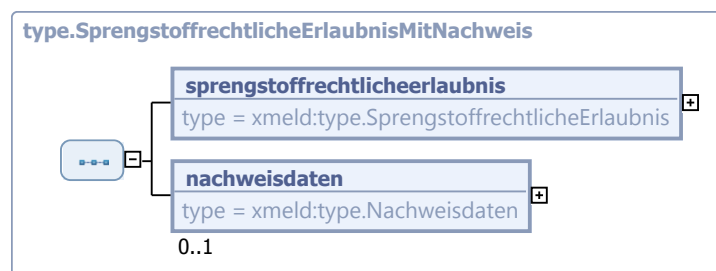 type.SprengstoffrechtlicheErlaubnisMitNachweis
sprengstoffrechtlicheerlaubnis
type = xmeld:type.SprengstoffrechtlicheErlaubnis
nachweisdaten
type = xmeld:type.Nachweisdaten
0..1